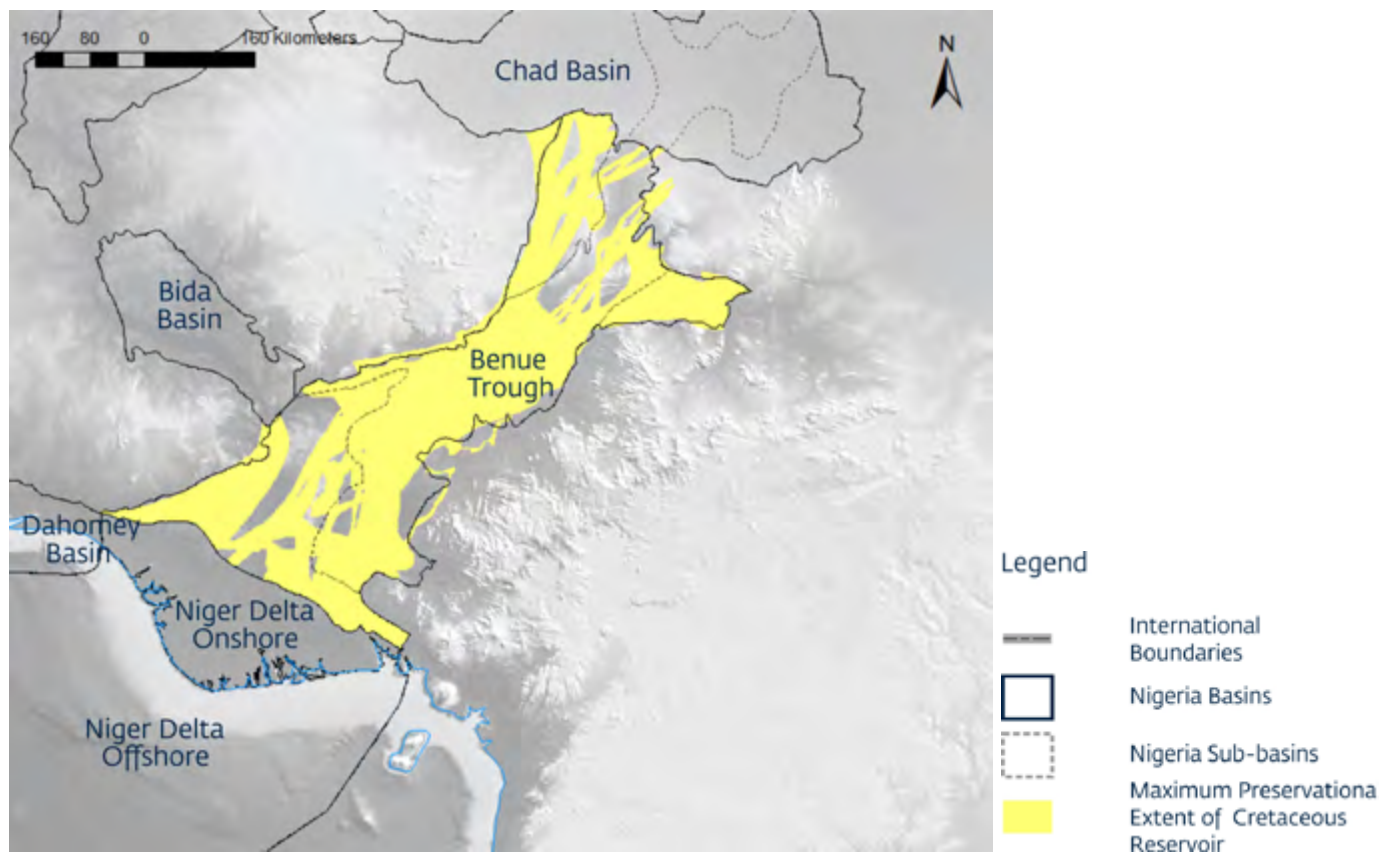 160 80 0 160 Kilometers
N
Chad Basin
Bida
Basin
Benue
Trough
Dahomey
Basin
Niger Delta
Onshore
Niger Delta
Offshore
Legend
International
Boundaries
Nigeria Basins
Nigeria Sub-basins
Maximum Preservationa
Extent of Cretaceous
Reservoir